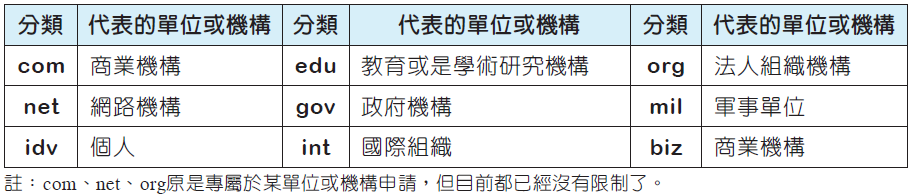 分類 代表的單位或機構 分類 代表的單位或機構 分類 代表的單位或機構
com 商業機構 edu 教育或是學術研究機構 org 法人組織機構
net 網路機構 gov 政府機構 mil 軍事單位
idv 個人 int 國際組織 biz 商業機構
註：com、net、org原是專屬於某單位或機構申請，但目前都已經沒有限制了。